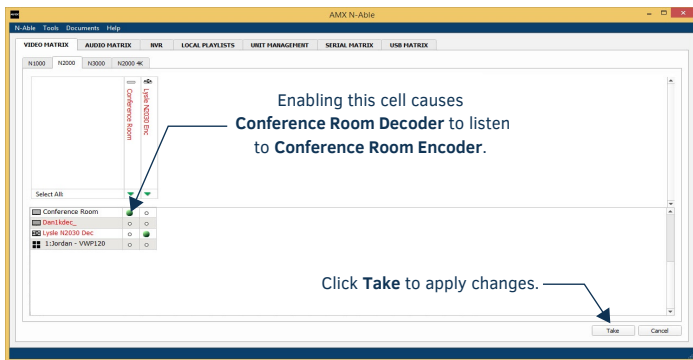 AMX
AMX N-Able
N-Able Tools Documents Help
VIDEO MATRIX AUDIO MATRIX NVR LOCAL PLAYLISTS UNIT MANAGEMENT SERIAL MATRIX USB MATRIX
N1000 N2000 N3000 N2000 4K
Conference Room
Lysle N2030 Enc
Enabling this cell causes
Conference Room Decoder to listen
to Conference Room Encoder.
Select All:
Conference Room
Dan1kdec_
Lysle N2030 Dec
1:Jordan - VWP120
Click Take to apply changes.
Take Cancel